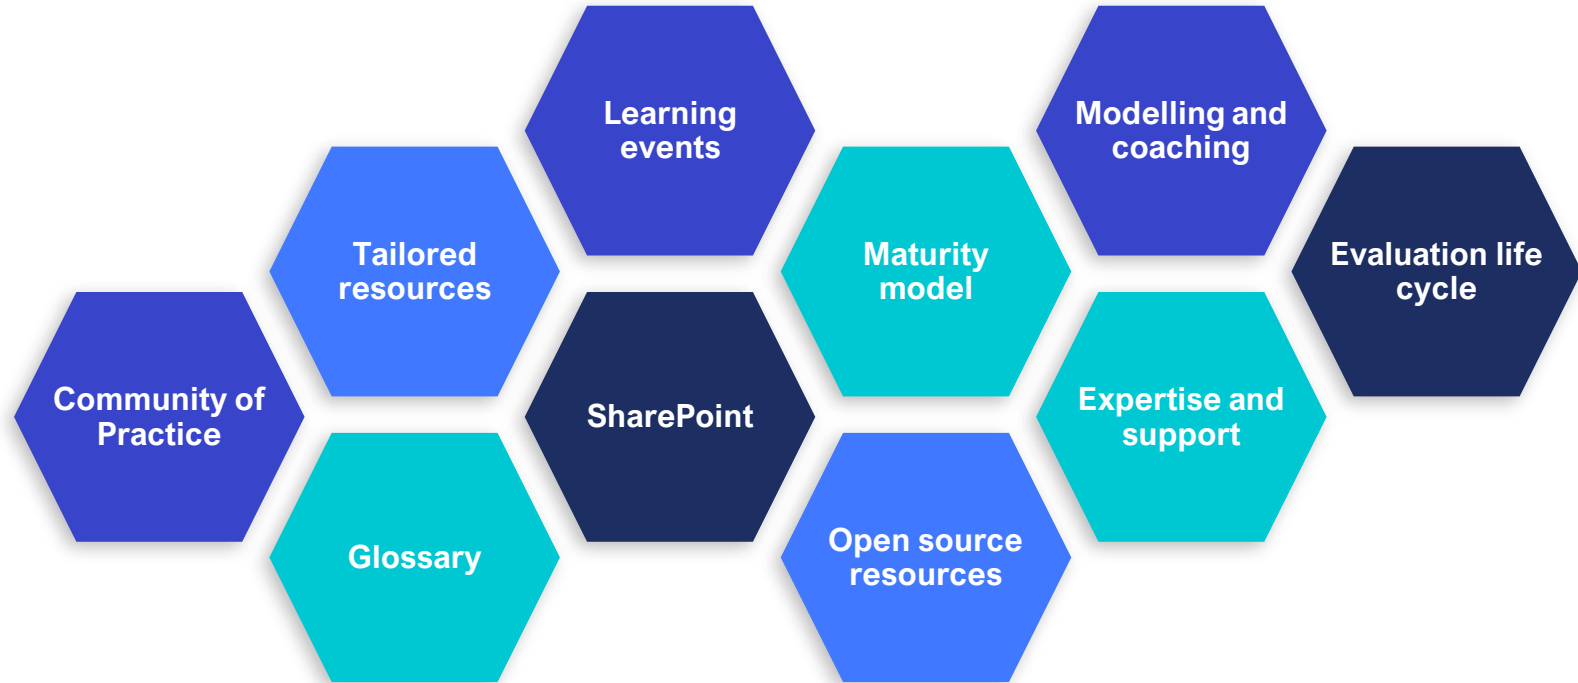 Learning
events
Modelling and
coaching
Tailored
resources
Maturity
model
Evaluation life
cycle
Community of
Practice
SharePoint
Expertise and
support
Glossary
Open source
resources